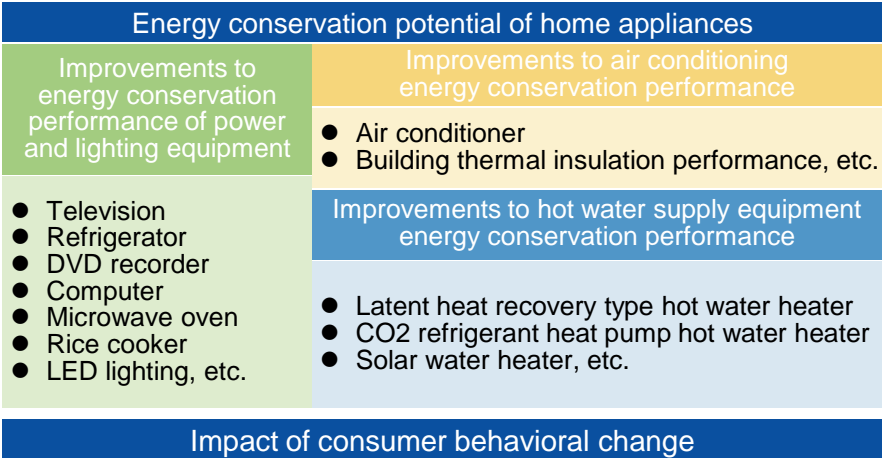 Energy conservation potential of home appliances
Improvements to
energy conservation
performance of power
and lighting equipment
● Television
● Refrigerator
● DVD recorder
● Computer
● Microwave oven
● Rice cooker
● LED lighting, etc.
Improvements to air conditioning
energy conservation performance
● Air conditioner
● Building thermal insulation performance, etc.
Improvements to hot water supply equipment
energy conservation performance
● Latent heat recovery type hot water heater
● CO2 refrigerant heat pump hot water heater
● Solar water heater, etc.
Impact of consumer behavioral change